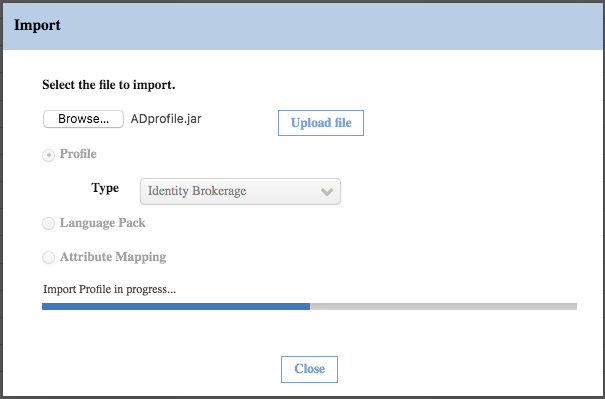 Import
Select the file to import.
Browse... ADprofile.jar Upload file
Profile
Type Identity Brokerage
Language Pack
Attribute Mapping
Import Profile in progress...
Close